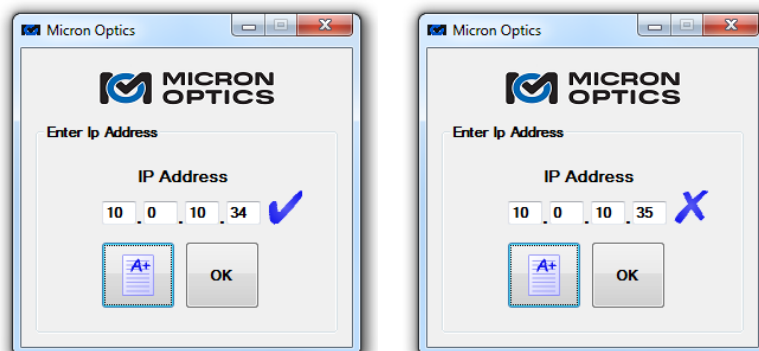 Micron Optics
MICRON
OPTICS
Enter Ip Address
IP Address
10 . 0 . 10 . 34
A+
OK
Micron Optics
MICRON
OPTICS
Enter Ip Address
IP Address
10 . 0 . 10 . 35
A+
OK